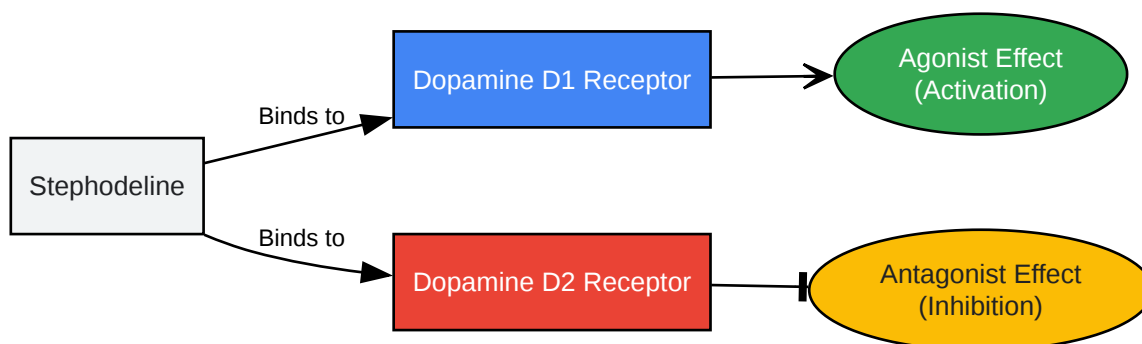 Stephodeline
Binds to
Dopamine D1 Receptor
Agonist Effect
(Activation)
Binds to
Dopamine D2 Receptor
Antagonist Effect
(Inhibition)